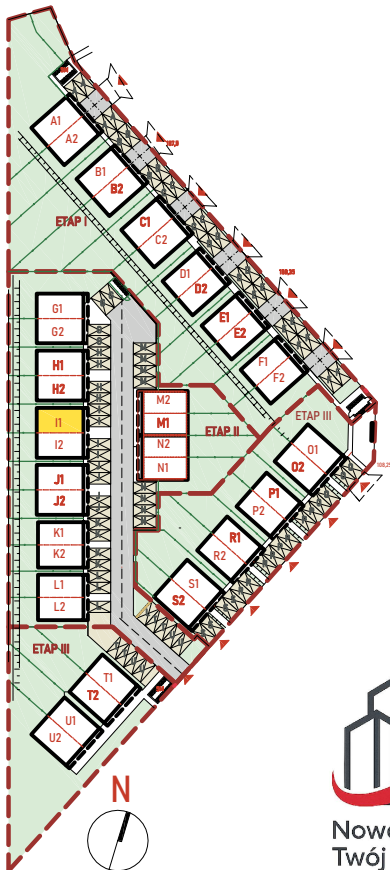 A1
A2
B1
B2
ETAP I
C1
C2
D1
D2
E1
E2
F1
F2
G1
G2
H1
H2
I1
I2
J1
J2
K1
K2
L1
L2
M2
M1
N2
N1
ETAP II
ETAP III
O1
O2
P1
P2
R1
R2
S1
S2
ETAP III
T1
T2
U1
U2
N
Nowo
Twój